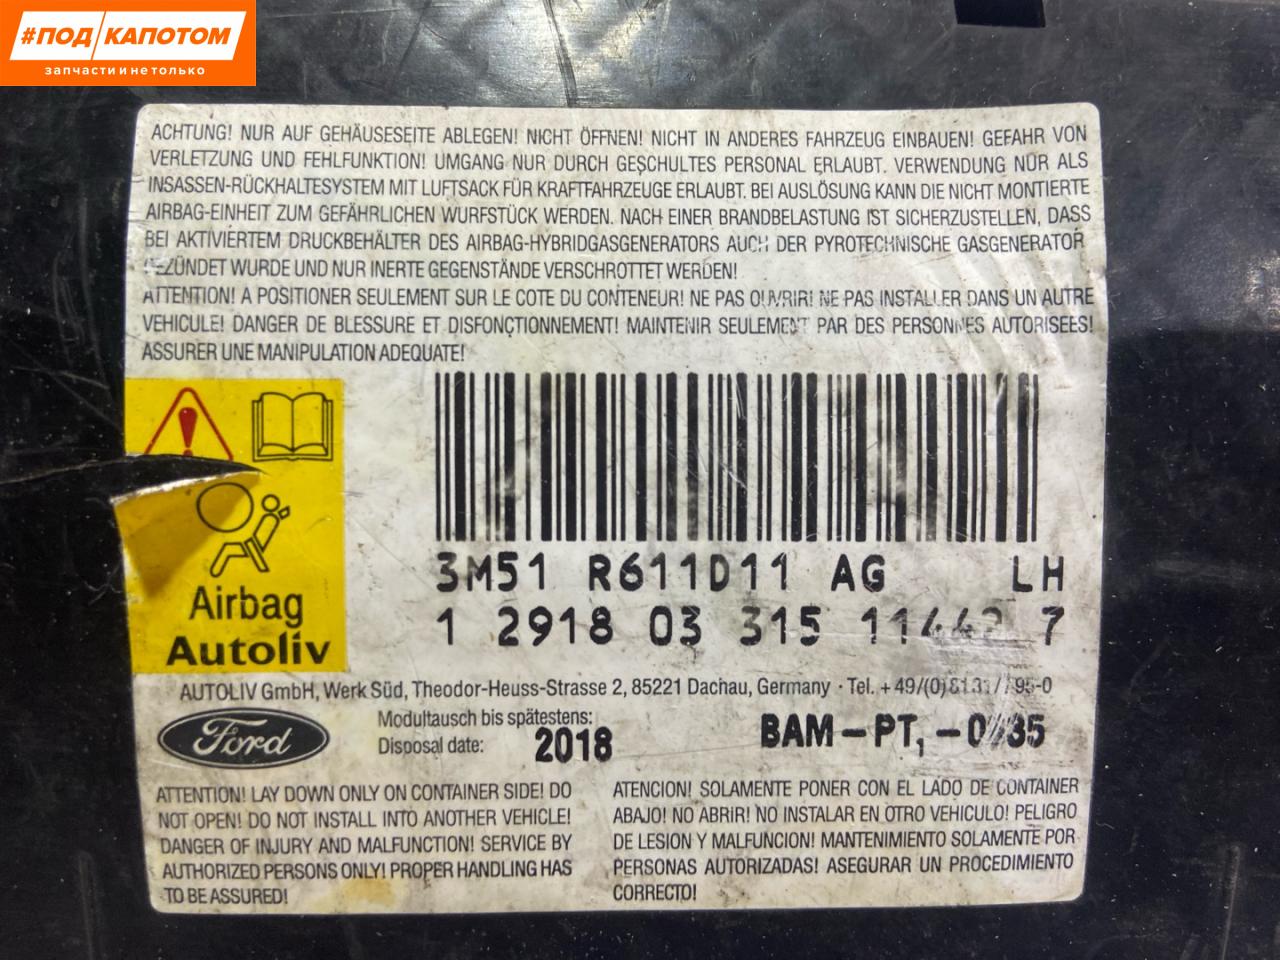 #ПОД КАПОТОМ
запчасти и не только
ACHTUNG! NUR AUF GEHÄUSESEITE ABLEGEN! NICHT ÖFFNEN! NICHT IN ANDERES FAHRZEUG EINBAUEN! GEFAHR VON
VERLETZUNG UND FEHLFUNKTION! UMGANG NUR DURCH GESCHULTES PERSONAL ERLAUBT. VERWENDUNG NUR ALS
INSASSEN-RÜCKHALTESYSTEM MIT LUFTSACK FÜR KRAFTFAHRZEUGE ERLAUBT. BEI AUSLÖSUNG KANN DIE NICHT MONTIERTE
AIRBAG-EINHEIT ZUM GEFÄHRLICHEN WURFSTÜCK WERDEN. NACH EINER BRANDBELASTUNG IST SICHERZUSTELLEN, DASS
BEI AKTIVIERTEM DRUCKBEHÄLTER DES AIRBAG-HYBRIDGASGENERATORS AUCH DER PYROTECHNISCHE GASGENERATOR
GEZÜNDET WURDE UND NUR INERTE GEGENSTÄNDE VERSCHROTTET WERDEN!
ATTENTION! A POSITIONER SEULEMENT SUR LE COTE DU CONTENEUR! NE PAS OUVRIR! NE PAS INSTALLER DANS UN AUTRE
VEHICULE! DANGER DE BLESSURE ET DISFONÇTIONNEMENT! MAINTENIR SEULEMENT PAR DES PERSONNES AUTORISEES!
ASSURER UNE MANIPULATION ADEQUATE!
3M51 R611D11 AG LH
1 2918 03 315 7
Airbag
Autoliv
AUTOLIV GmbH, Werk Süd, Theodor-Heuss-Strasse 2, 85221 Dachau, Germany · Tel.
Ford
Modultausch bis spätestens:
Disposal date: 2018
BAM-PT,
ATTENTION! LAY DOWN ONLY ON CONTAINER SIDE! DO
NOT OPEN! DO NOT INSTALL INTO ANOTHER VEHICLE!
DANGER OF INJURY AND MALFUNCTION! SERVICE BY
AUTHORIZED PERSONS ONLY! PROPER HANDLING HAS
TO BE ASSURED!
ATENCION! SOLAMENTE PONER CON EL LADO DE CONTAINER
ABAJO! NO ABRIR! NO INSTALAR EN OTRO VEHICULO! PELIGRO
DE LESION Y MALFUNCION! MANTENIMIENTO SOLAMENTE POR
PERSONAS AUTORIZADAS! ASEGURAR UN PROCEDIMIENTO
CORRECTO!